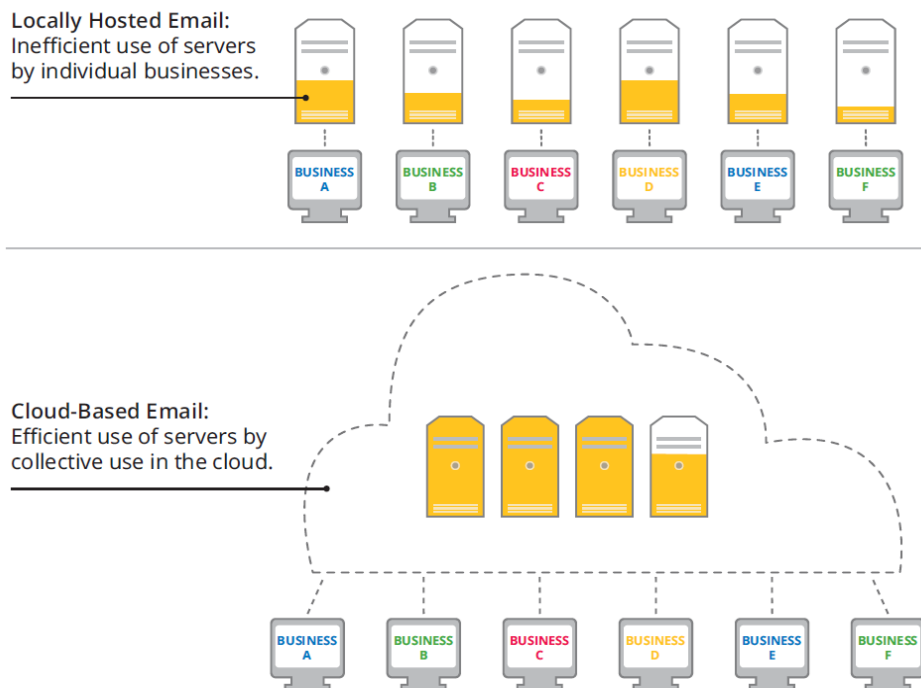 Locally Hosted Email:
Inefficient use of servers
by individual businesses.
BUSINESS
A
BUSINESS
B
BUSINESS
C
BUSINESS
D
BUSINESS
E
BUSINESS
F
Cloud-Based Email:
Efficient use of servers by
collective use in the cloud.
BUSINESS
A
BUSINESS
B
BUSINESS
C
BUSINESS
D
BUSINESS
E
BUSINESS
F